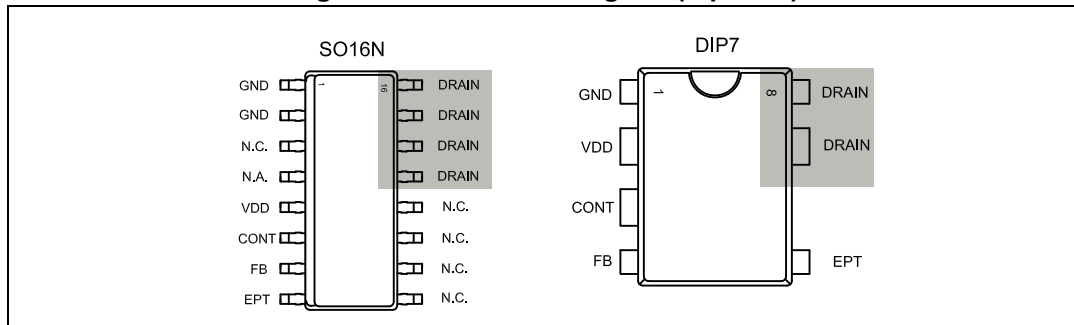 SO16N
GND 1 16 DRAIN
GND DRAIN
N.C. DRAIN
N.A. DRAIN
VDD N.C.
CONT N.C.
FB N.C.
EPT N.C.
DIP7
GND 1 8 DRAIN
VDD DRAIN
CONT
FB EPT